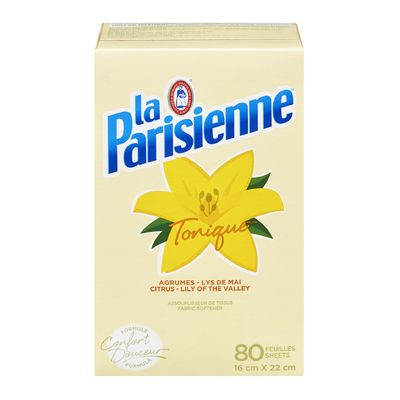 la
Parisienne
Tonique
AGRUMES - LYS DE MAI
CITRUS - LILY OF THE VALLEY
ASSOUPLISSEUR DE TISSUS
FABRIC SOFTENER
FORMULE
Confort
Douceur
FORMULA
80 FEUILLES
SHEETS
16 cm X 22 cm